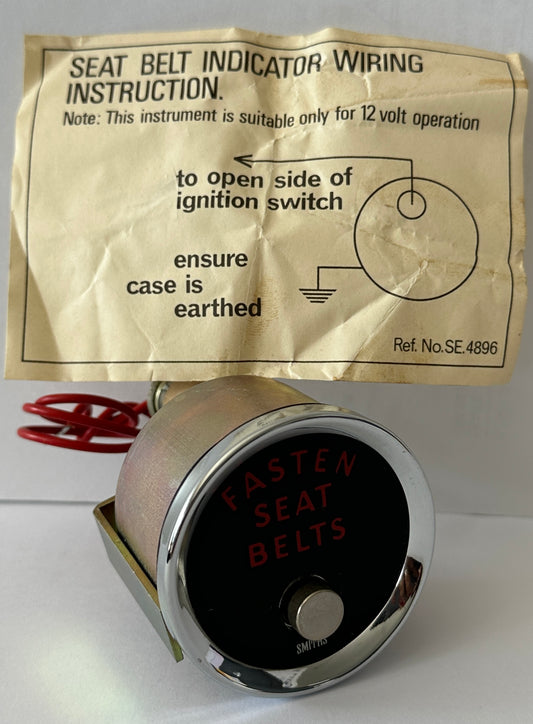 SEAT BELT INDICATOR WIRING
INSTRUCTION.
Note: This instrument is suitable only for 12 volt operation
to open side of
ignition switch
ensure
case is
earthed
Ref. No.SE.4896
FASTEN
SEAT
BELTS
SMITHS